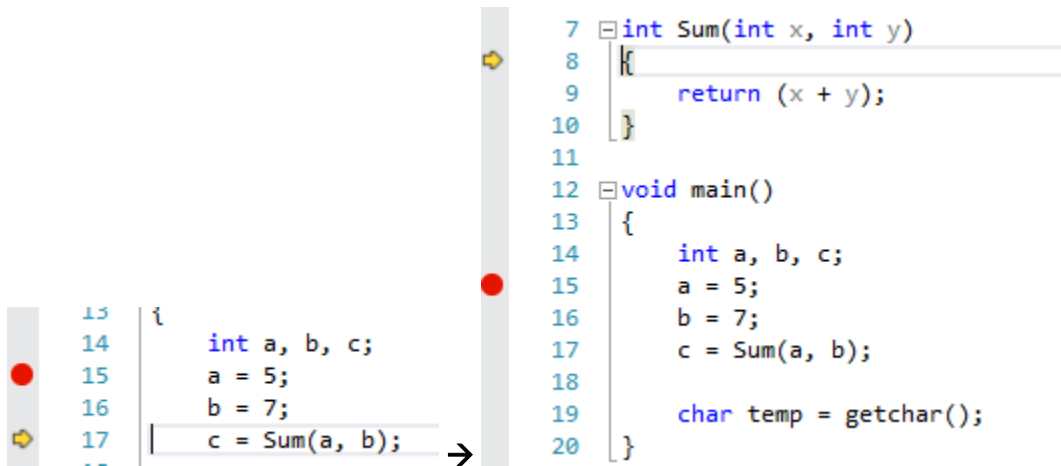 13 {
14 int a, b, c;
15 a = 5;
16 b = 7;
17 c = Sum(a, b);
→
7 int Sum(int x, int y)
8 {
9 return (x + y);
10 }
11
12 void main()
13 {
14 int a, b, c;
15 a = 5;
16 b = 7;
17 c = Sum(a, b);
18
19 char temp = getchar();
20 }